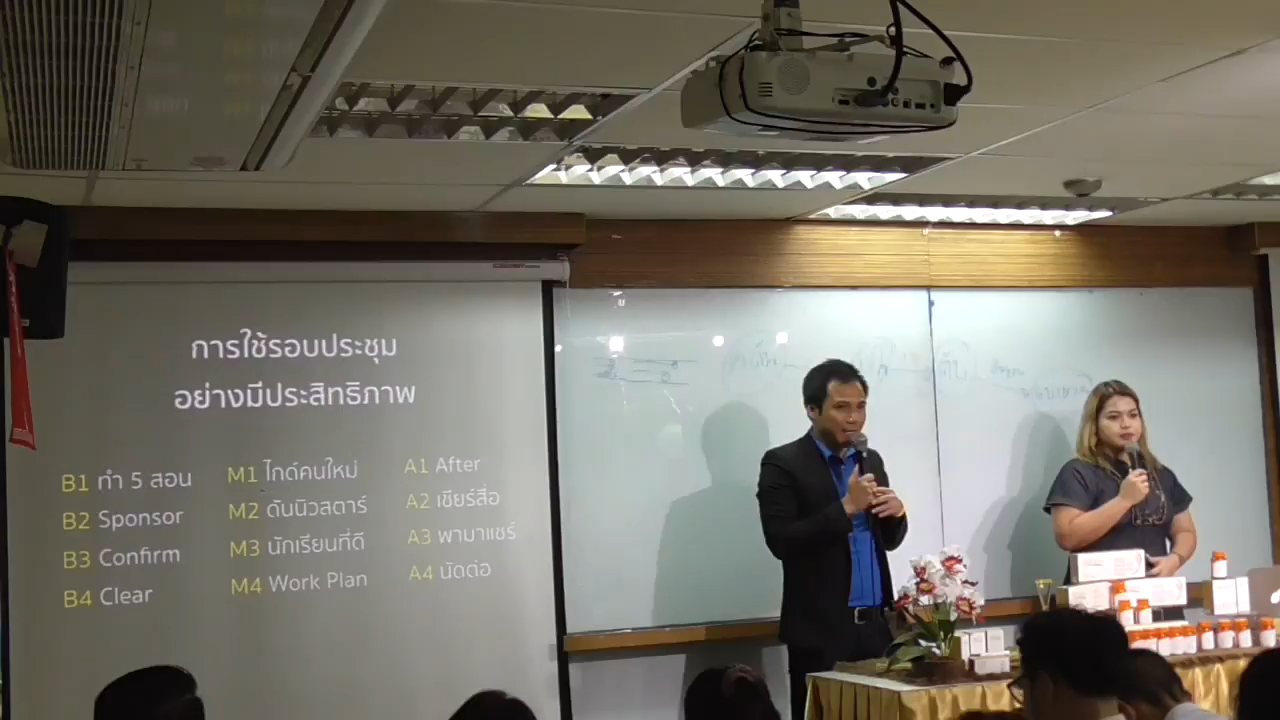 การใช้รอบประชุม
อย่างมีประสิทธิภาพ
B1 ทำ 5 สอน
B2 Sponsor
B3 Confirm
B4 Clear
M1 ไกด์คนใหม่
M2 ดันนิวสตาร์
M3 นักเรียนที่ดี
M4 Work Plan
A1 After
A2 เชียร์สื่อ
A3 พามาแชร์
A4 นัดต่อ